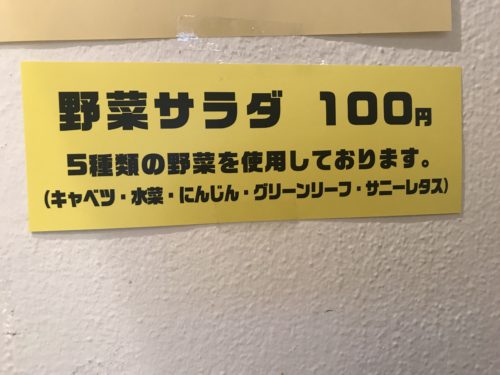 野菜サラダ 100円
5種類の野菜を使用しております。
(キャベツ・水菜・にんじん・グリーンリーフ・サニーレタス)